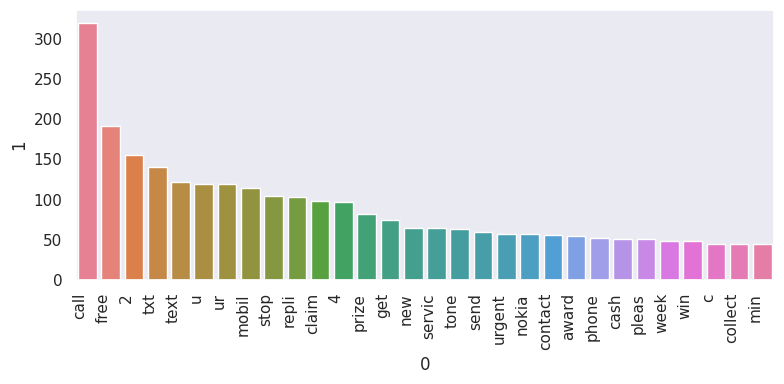 300
250
200
150
100
50
0
1
call
free
2
txt
text
u
ur
mobil
stop
repli
claim
4
prize
get
new
servic
tone
send
urgent
nokia
contact
award
phone
cash
pleas
week
win
c
collect
min
0